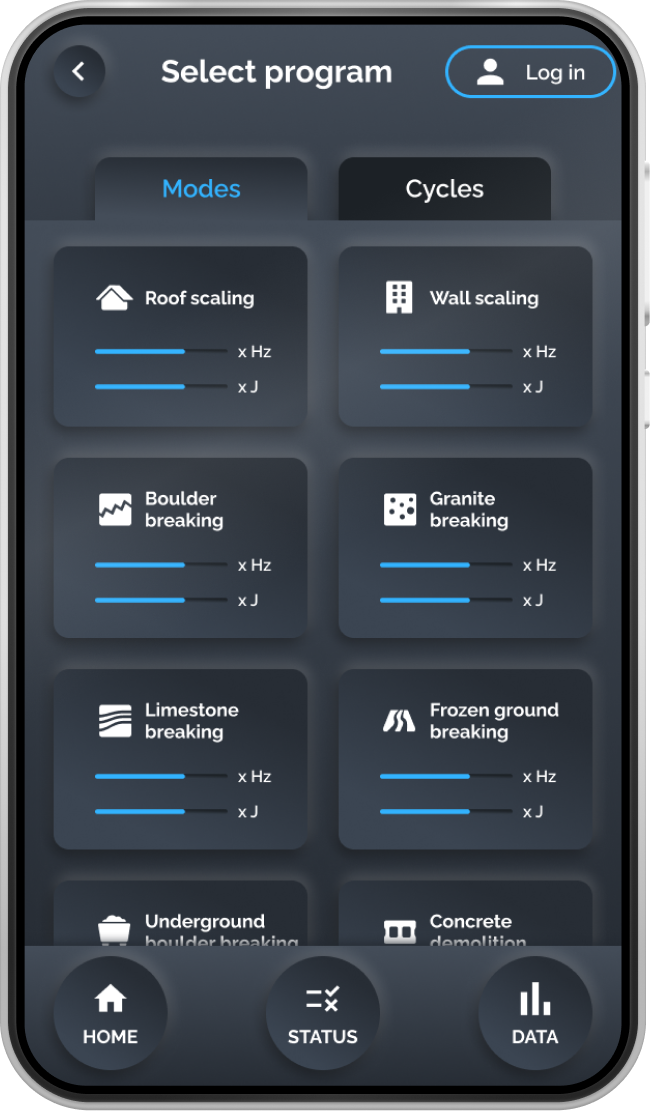 Select program
Log in
Modes
Cycles
Roof scaling
x Hz
x J
Wall scaling
x Hz
x J
Boulder
breaking
x Hz
x J
Granite
breaking
x Hz
x J
Limestone
breaking
x Hz
x J
Frozen ground
breaking
x Hz
x J
Underground
boulder breaking
Concrete
demolition
HOME
STATUS
DATA